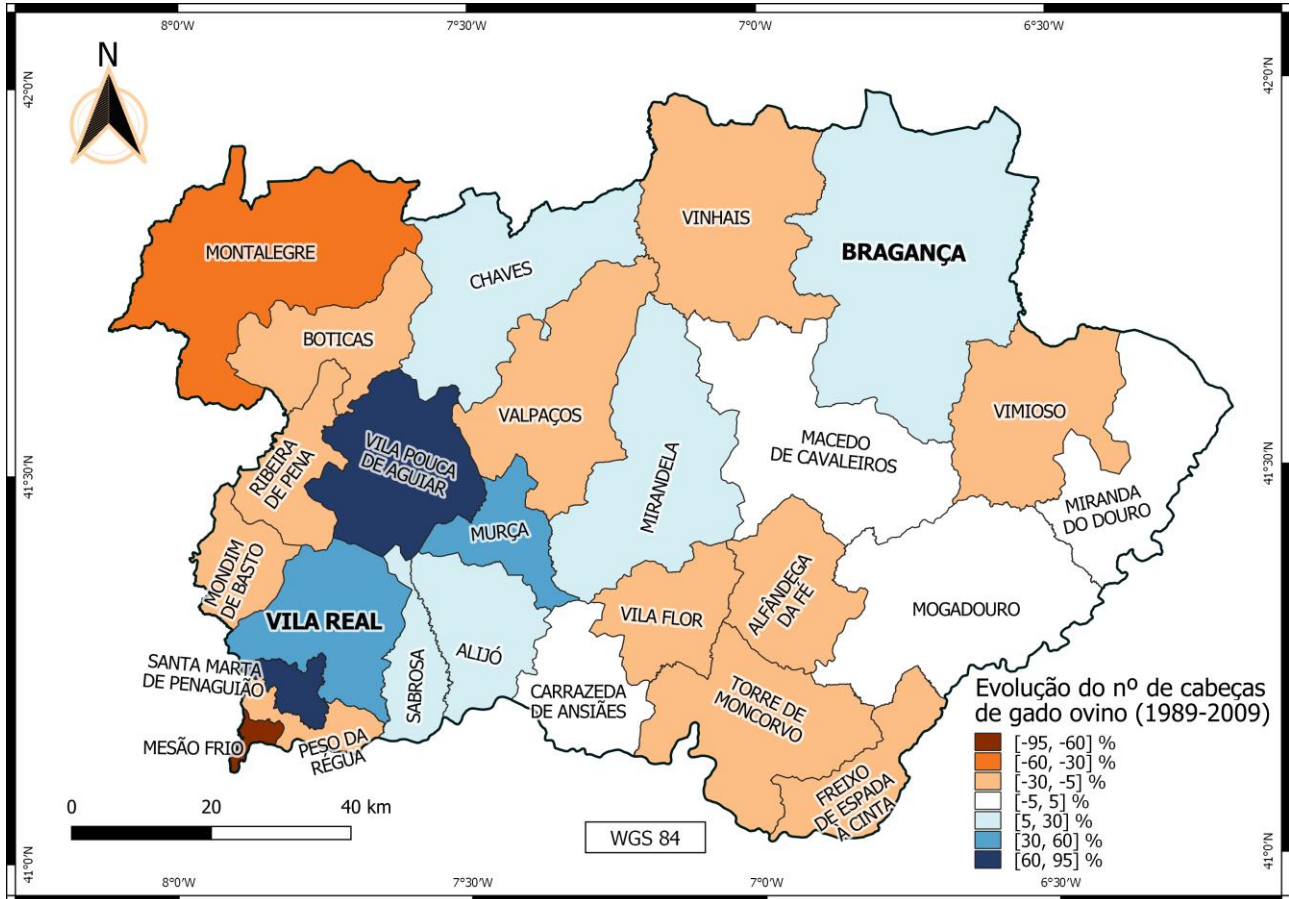 8°0'W
7°30'W
7°0'W
6°30'W
N
42°0'N
42°0'N
MONTALEGRE
VINHAIS
BRAGANÇA
CHAVES
BOTICAS
VALPAÇOS
VIMIOSO
VILA POUCA
DE AGUIAR
MACEDO
DE CAVALEIROS
RIBEIRA
DE PENA
41°30'N
41°30'N
MIRANDELA
MIRANDA
DO DOURO
MURÇA
MONDIM
DE BASTO
VILA REAL
VILA FLOR
ALFÂNDEGA
DA FÉ
MOGADOURO
ALIJÓ
SABROSA
SANTA MARTA
DE PENAGUIÃO
CARRAZEDA
DE ANSIÃES
TORRE DE
MONCORVO
MESÃO FRIO
PESO DA
RÉGUA
FREIXO
DE ESPADA
À CINTA
Evolução do nº de cabeças
de gado ovino (1989-2009)
[-95, -60] %
[-60, -30] %
[-30, -5] %
[-5, 5] %
[5, 30] %
[30, 60] %
[60, 95] %
0 20 40 km
WGS 84
41°0'N
41°0'N
8°0'W
7°30'W
7°0'W
6°30'W